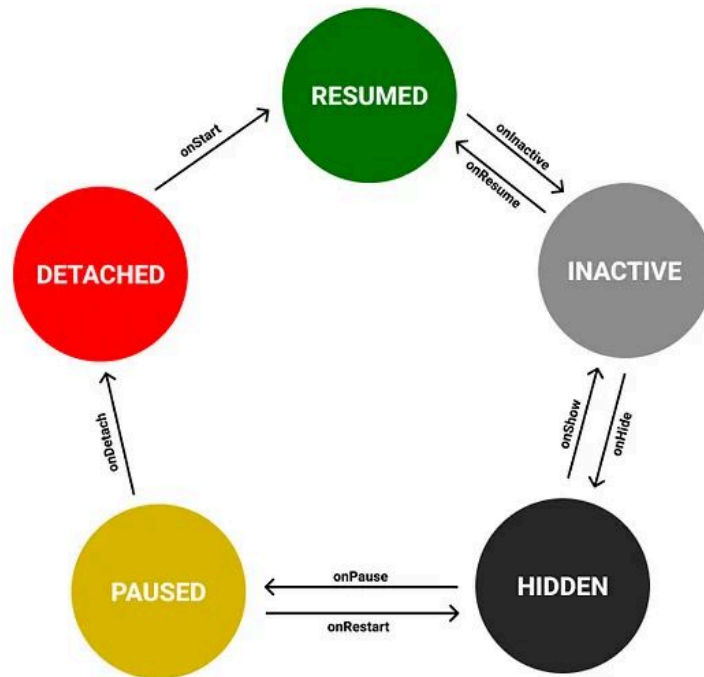 RESUMED
onStart
onInactive
onResume
DETACHED
INACTIVE
onDetach
onShow
onHide
PAUSED
onPause
onRestart
HIDDEN